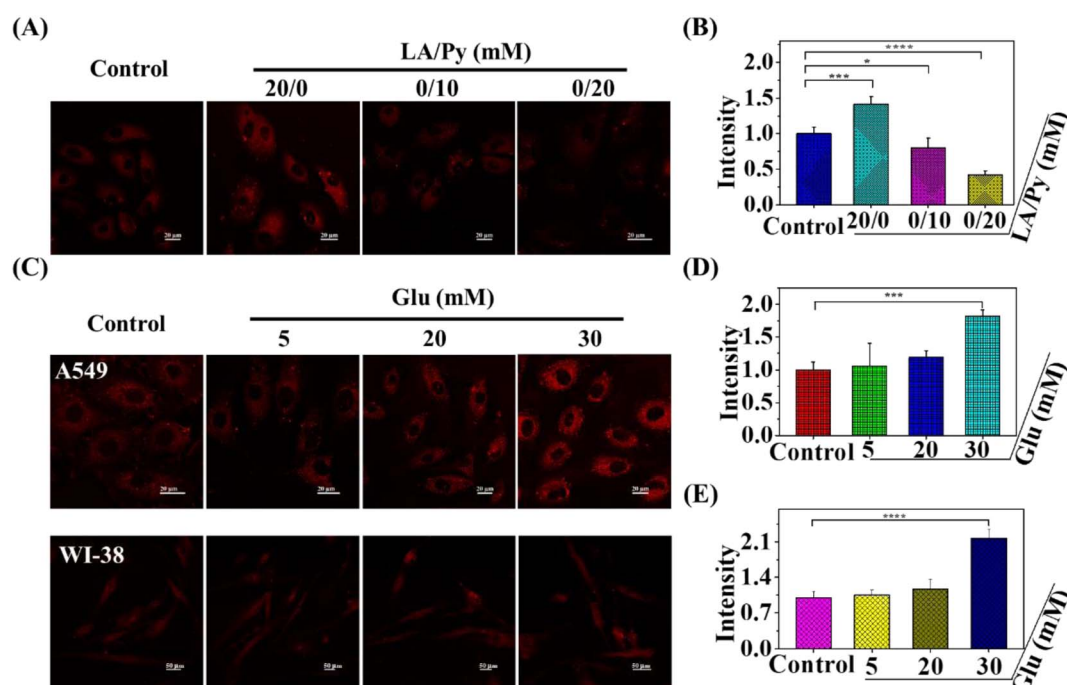 (A)
Control
LA/Py (mM)
20/0 0/10 0/20
20 µm 20 µm 20 µm 20 µm
(B)
Intensity
2.0
1.5
1.0
0.5
0.0
****
*
***
Control 20/0 0/10 0/20
LA/Py (mM)
(C)
Control
Glu (mM)
5 20 30
A549
20 µm 20 µm 20 µm 20 µm
WI-38
50 µm 50 µm 50 µm 50 µm
(D)
Intensity
2.0
1.5
1.0
0.5
0.0
***
Control 5 20 30
Glu (mM)
(E)
Intensity
2.1
1.4
0.7
0.0
****
Control 5 20 30
Glu (mM)